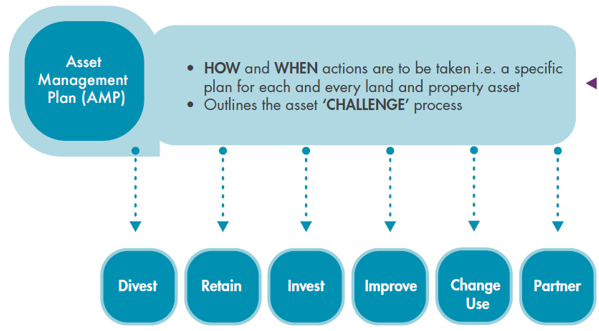 Asset
Management
Plan (AMP)
• HOW and WHEN actions are to be taken i.e. a specific
plan for each and every land and property asset
• Outlines the asset ‘CHALLENGE’ process
Divest
Retain
Invest
Improve
Change
Use
Partner